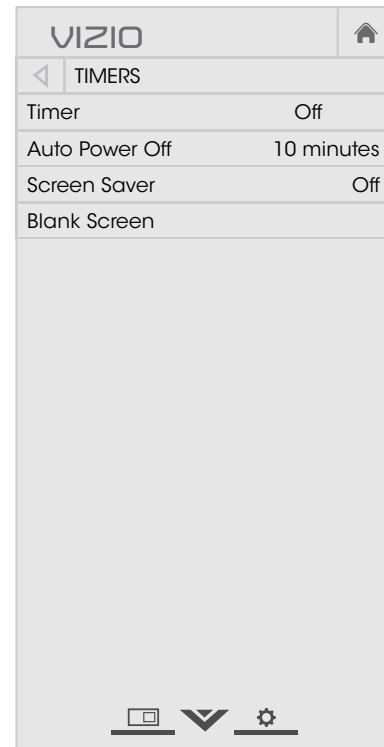 VIZIO
TIMERS
Timer Off
Auto Power Off 10 minutes
Screen Saver Off
Blank Screen